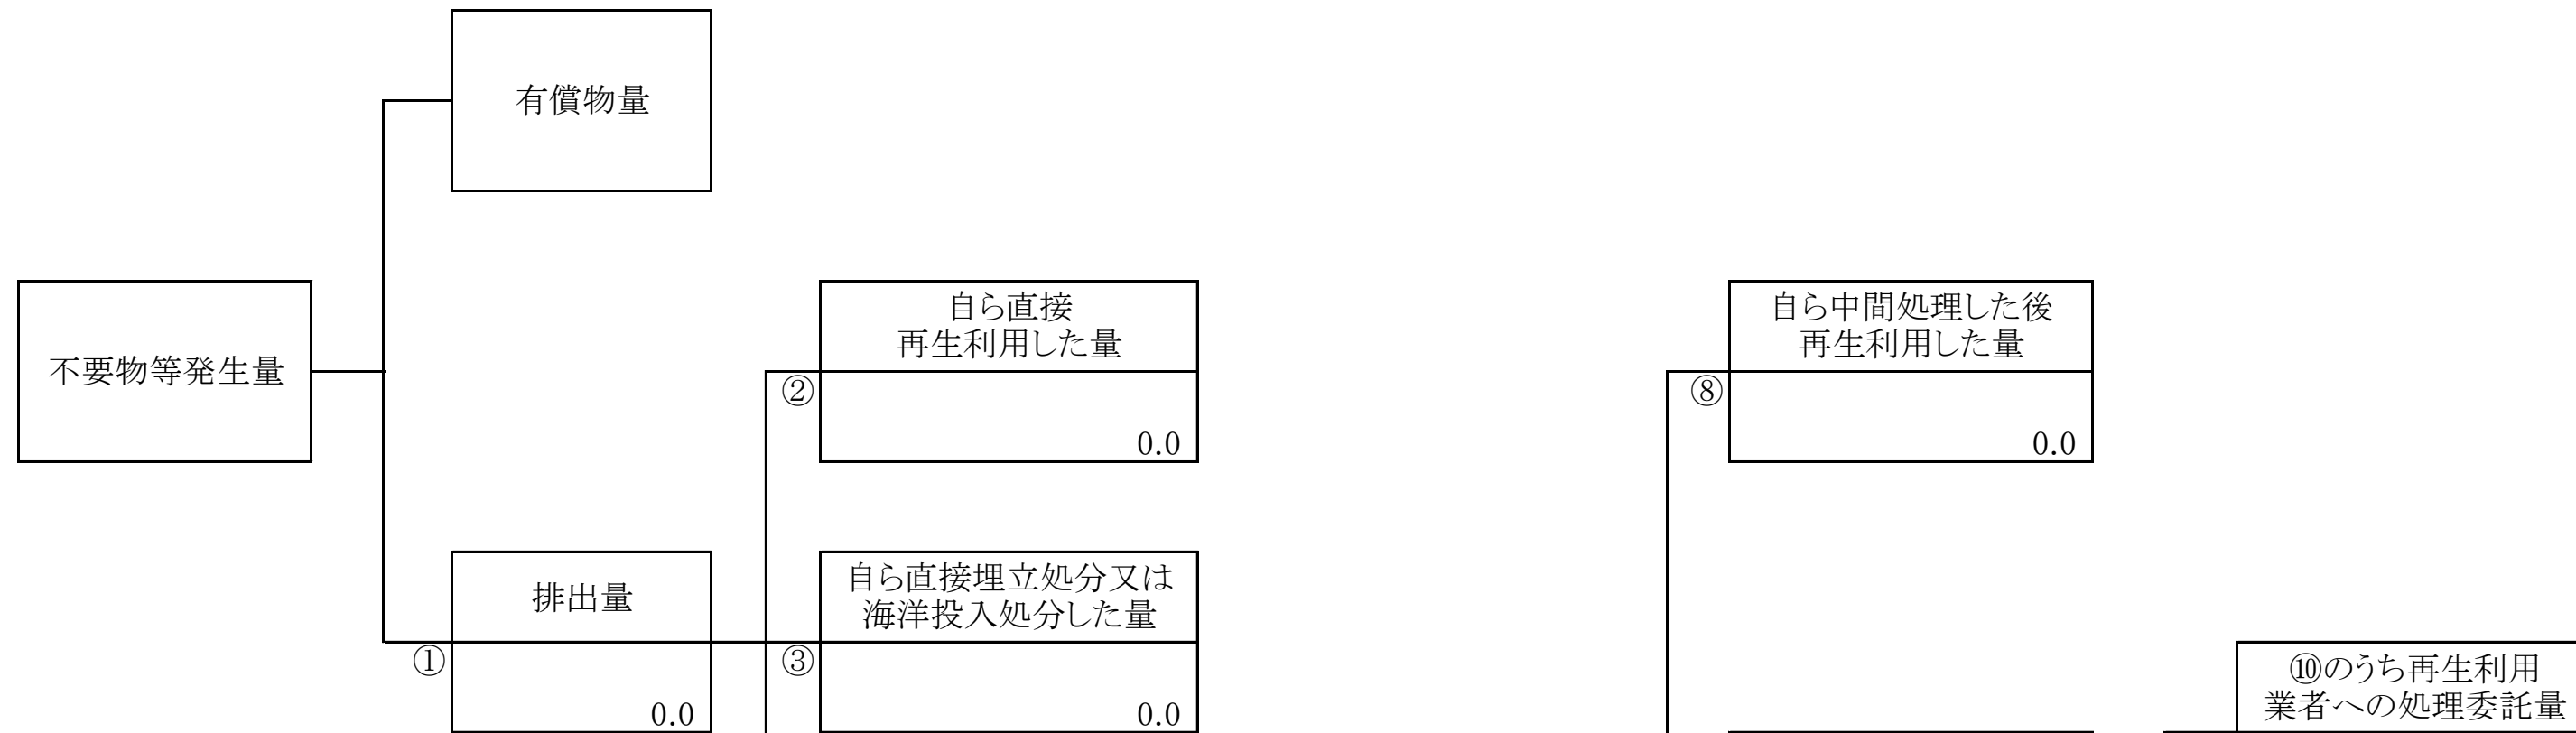 有償物量
不要物等発生量
自ら直接
再生利用した量
②
0.0
自ら中間処理した後
再生利用した量
⑧
0.0
排出量
①
0.0
自ら直接埋立処分又は
海洋投入処分した量
③
0.0
⑩のうち再生利用
業者への処理委託量